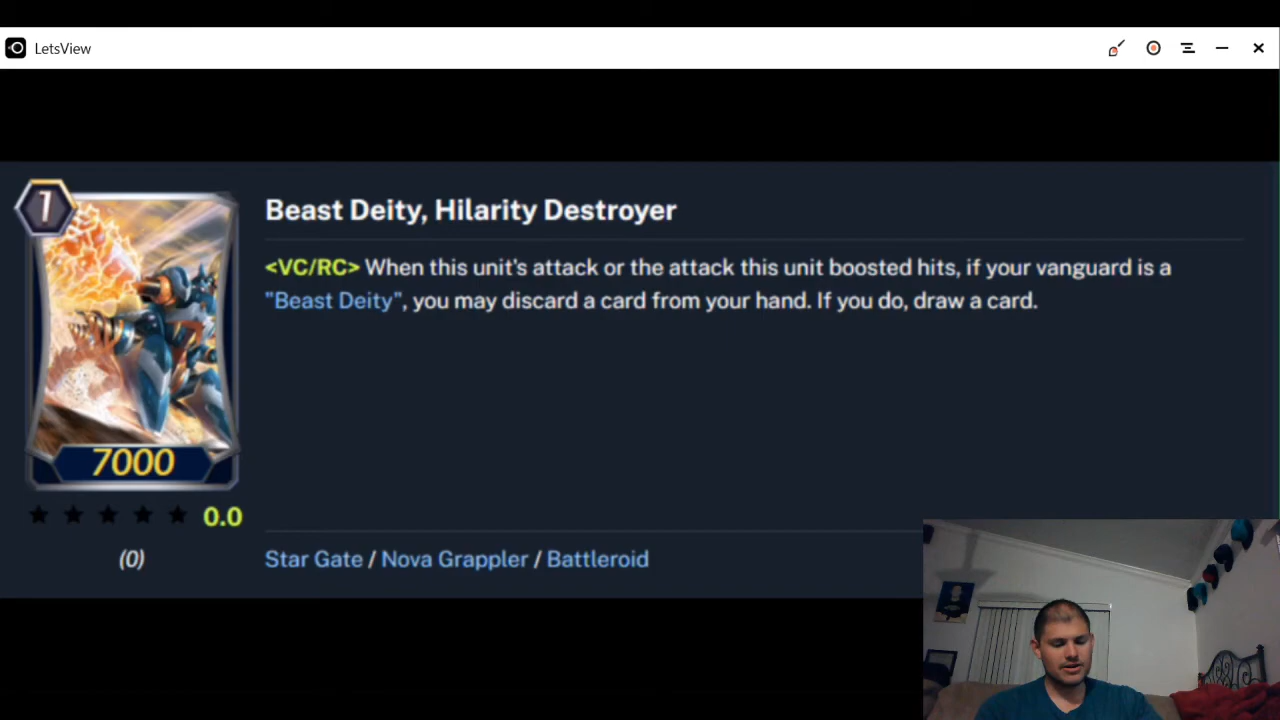 LetsView
1
Beast Deity, Hilarity Destroyer
<VC/RC> When this unit's attack or the attack this unit boosted hits, if your vanguard is a
"Beast Deity", you may discard a card from your hand. If you do, draw a card.
7000
0.0
(0)
Star Gate / Nova Grappler / Battleroid